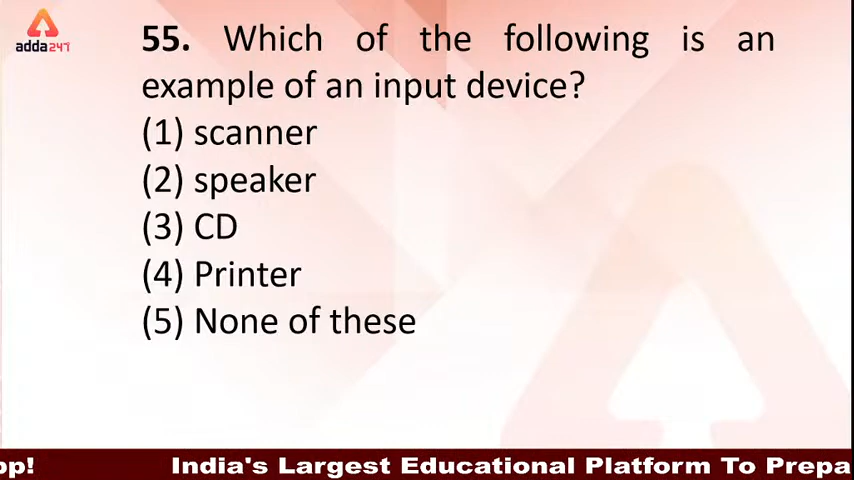 adda247
55. Which of the following is an
example of an input device?
(1) scanner
(2) speaker
(3) CD
(4) Printer
(5) None of these
pp! India's Largest Educational Platform To Prepa